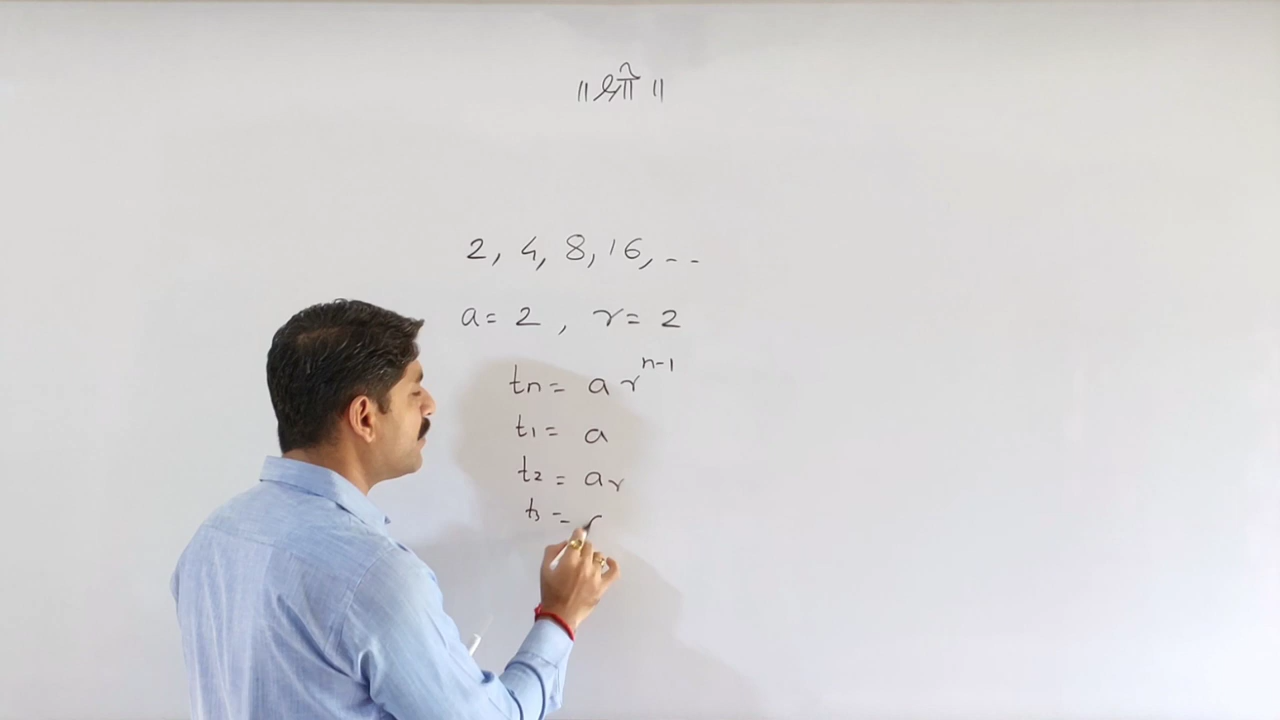 ॥ श्री ॥
2, 4, 8, 16, --
a = 2 , r = 2
tn = a r^n-1
t1 = a
t2 = ar
t3 =